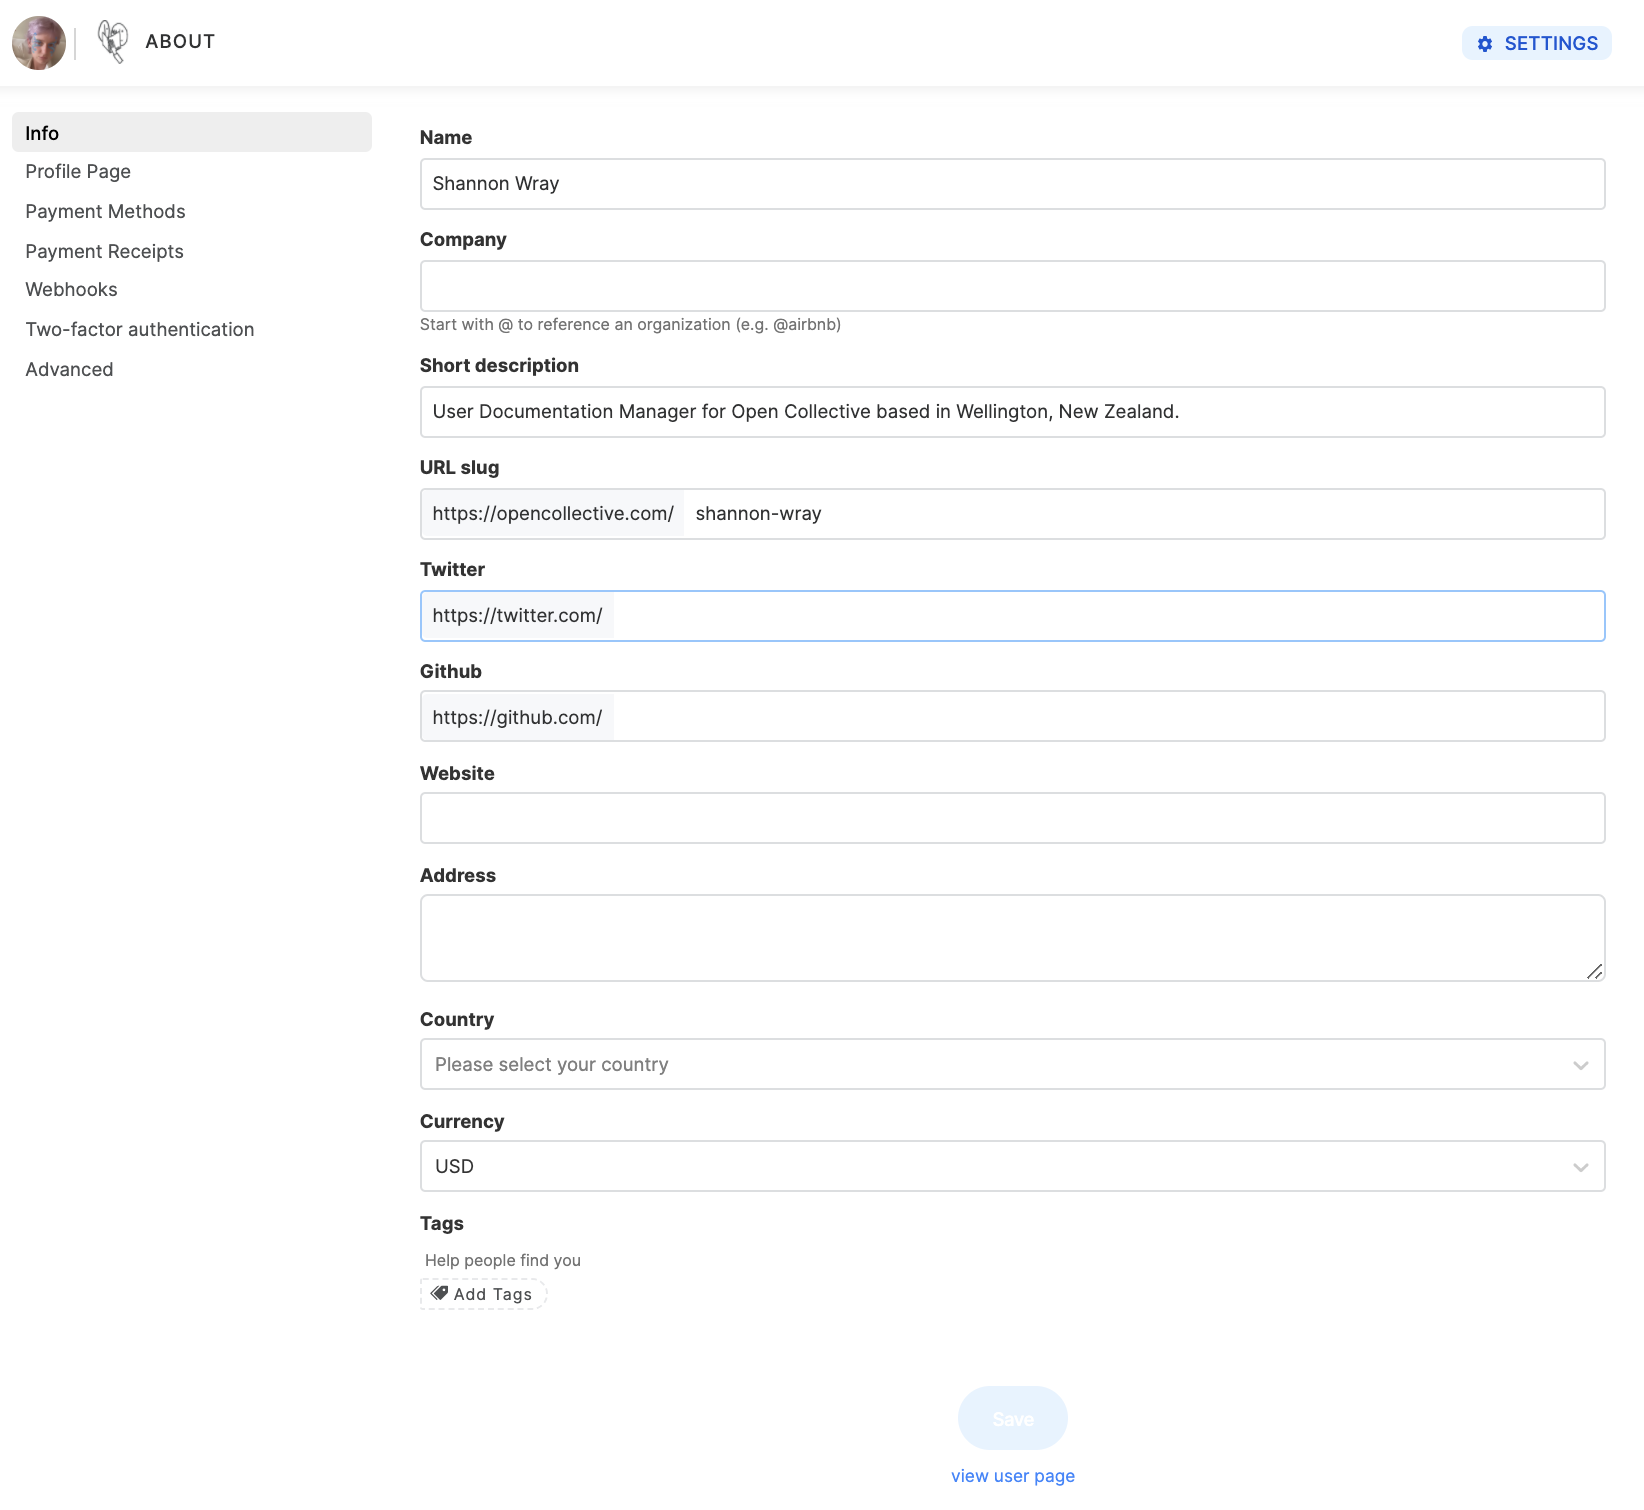 ABOUT
SETTINGS
Info
Profile Page
Payment Methods
Payment Receipts
Webhooks
Two-factor authentication
Advanced
Name
Shannon Wray
Company
Start with @ to reference an organization (e.g. @airbnb)
Short description
User Documentation Manager for Open Collective based in Wellington, New Zealand.
URL slug
https://opencollective.com/ shannon-wray
Twitter
https://twitter.com/
Github
https://github.com/
Website
Address
Country
Please select your country
Currency
USD
Tags
Help people find you
Add Tags
Save
view user page